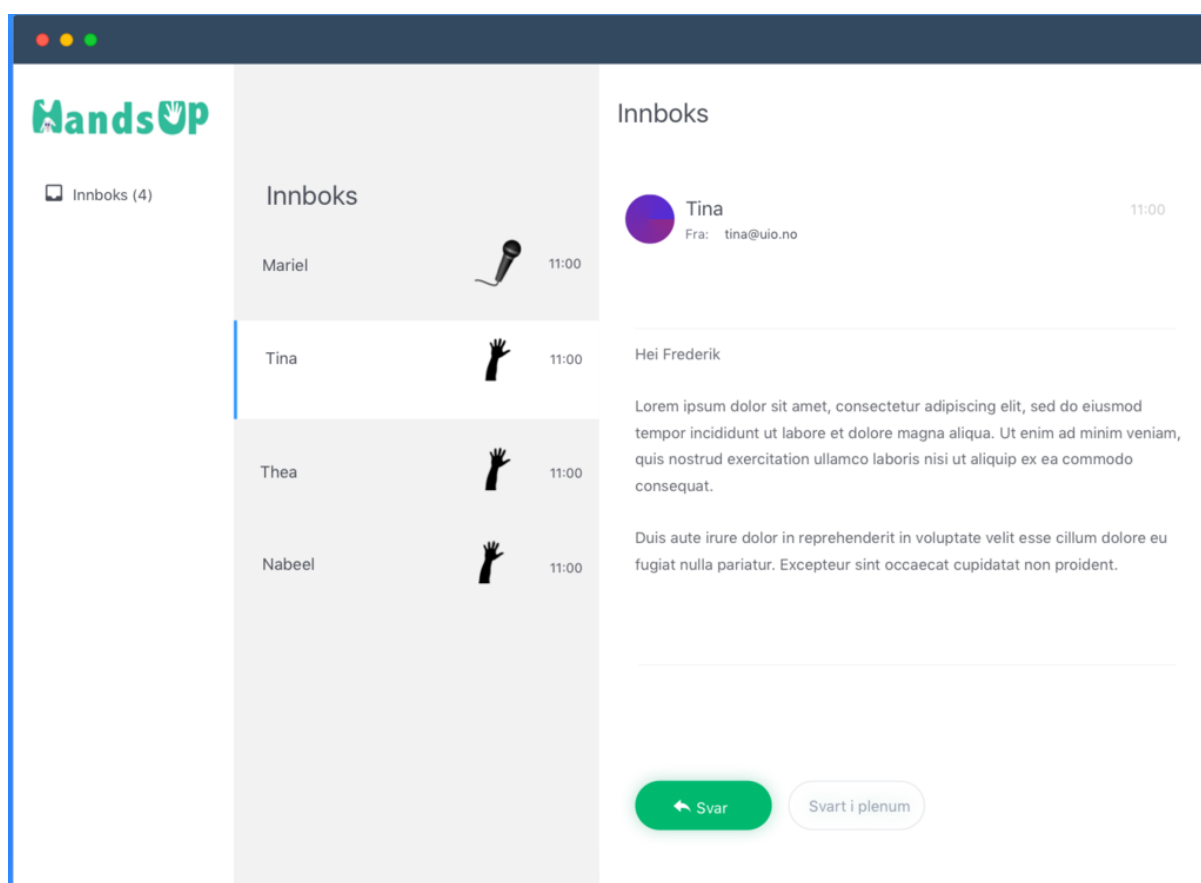 HandsUp
Innboks (4)
Innboks
Mariel
11:00
Tina
11:00
Thea
11:00
Nabeel
11:00
Innboks
Tina
11:00
Fra: tina@uio.no
Hei Frederik
Lorem ipsum dolor sit amet, consectetur adipiscing elit, sed do eiusmod
tempor incididunt ut labore et dolore magna aliqua. Ut enim ad minim veniam,
quis nostrud exercitation ullamco laboris nisi ut aliquip ex ea commodo
consequat.
Duis aute irure dolor in reprehenderit in voluptate velit esse cillum dolore eu
fugiat nulla pariatur. Excepteur sint occaecat cupidatat non proident.
Svar
Svart i plenum